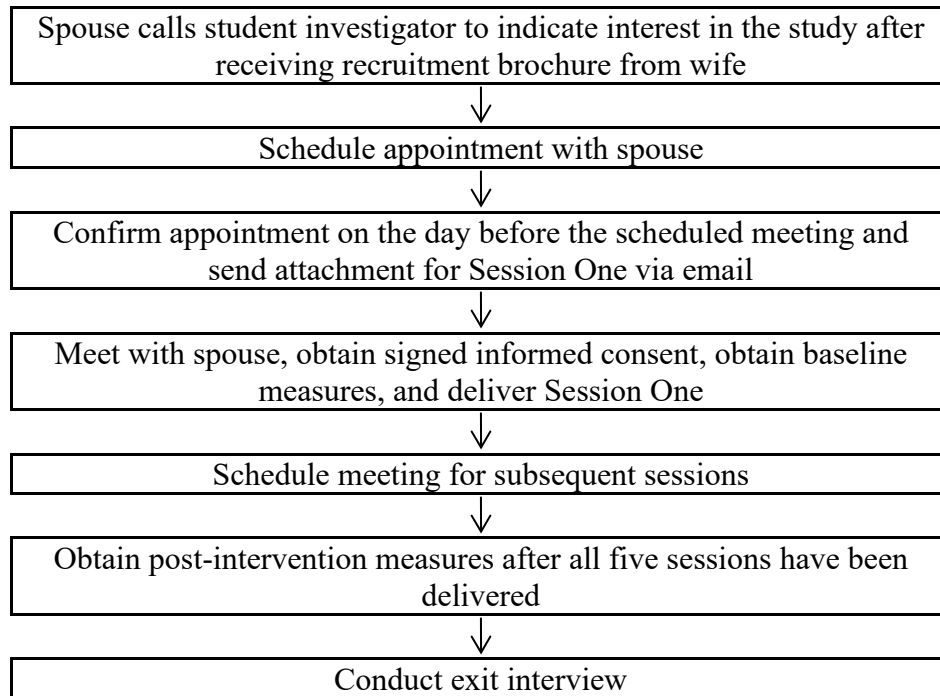 Spouse calls student investigator to indicate interest in the study after
receiving recruitment brochure from wife
Schedule appointment with spouse
Confirm appointment on the day before the scheduled meeting and
send attachment for Session One via email
Meet with spouse, obtain signed informed consent, obtain baseline
measures, and deliver Session One
Schedule meeting for subsequent sessions
Obtain post-intervention measures after all five sessions have been
delivered
Conduct exit interview